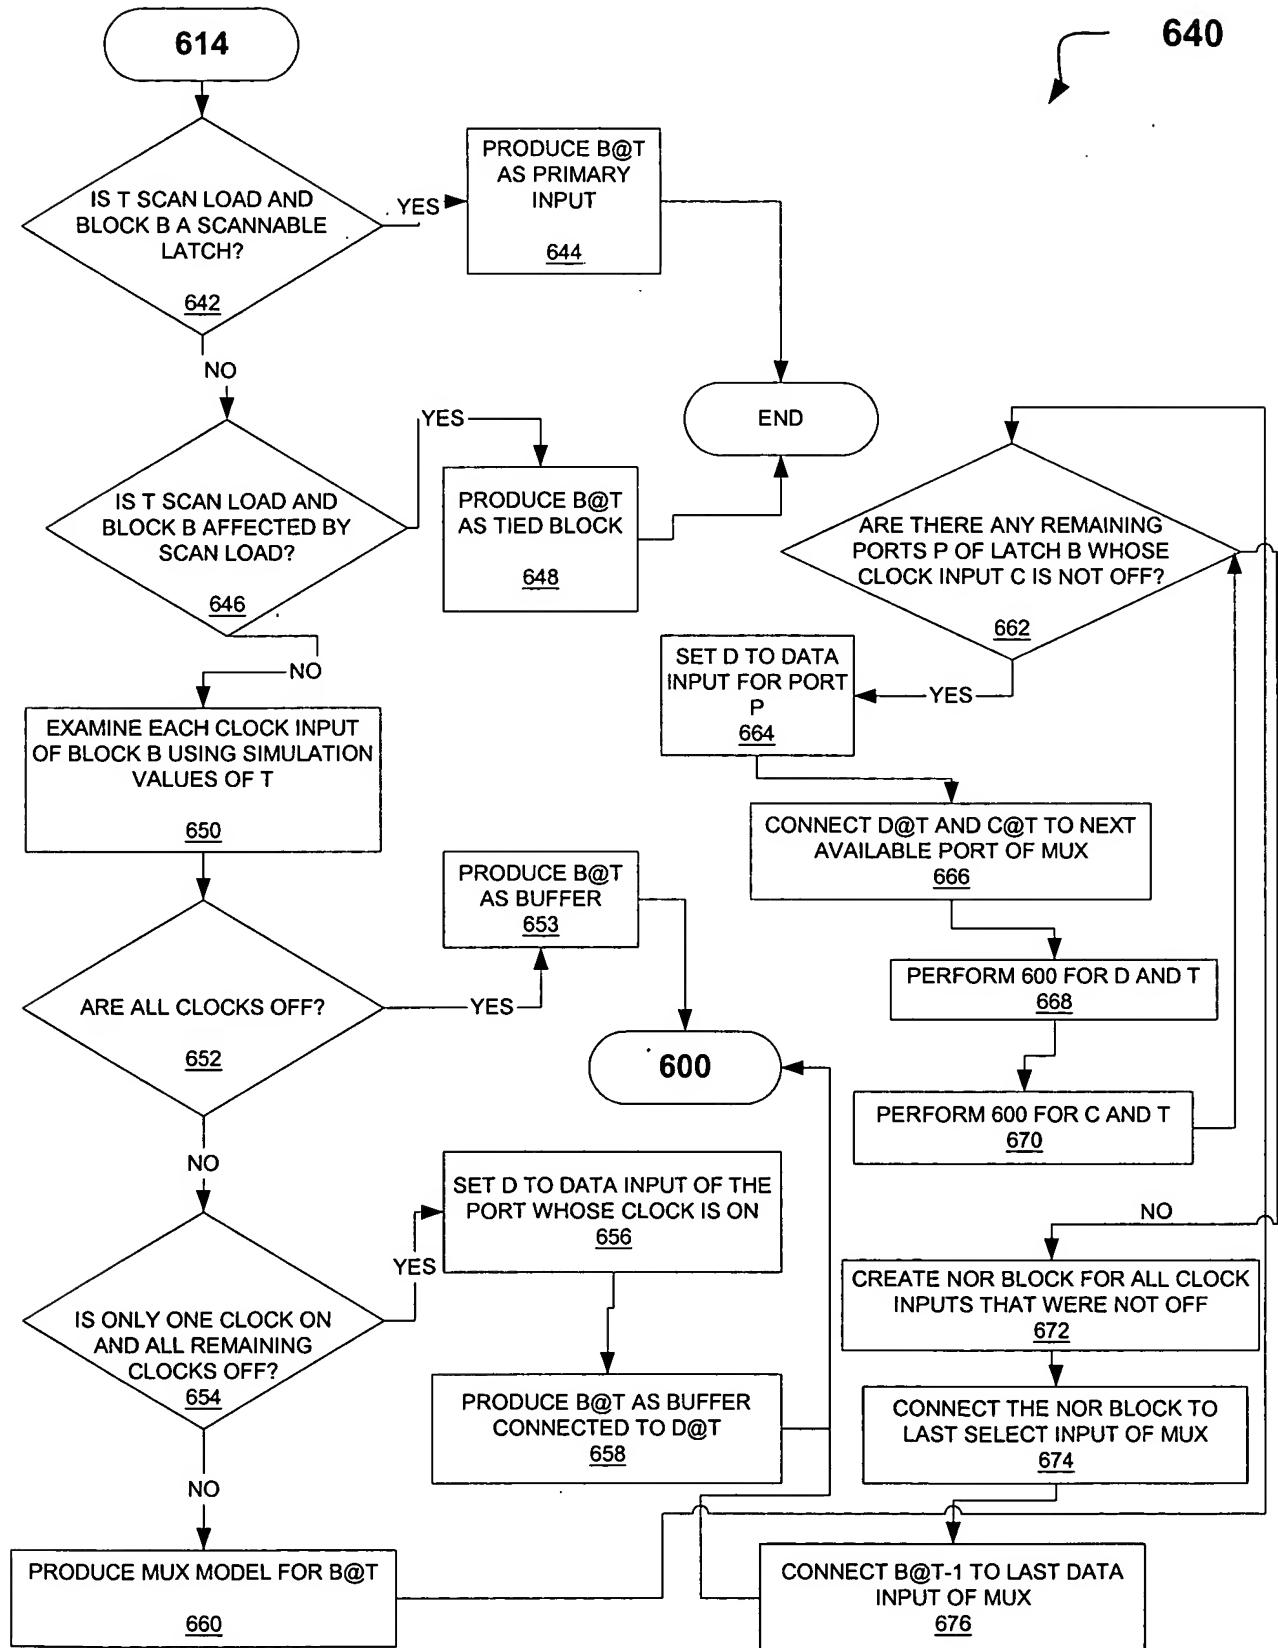 614
640
IS T SCAN LOAD AND
BLOCK B A SCANNABLE
LATCH?
642
YES
PRODUCE B@T
AS PRIMARY
INPUT
644
NO
END
IS T SCAN LOAD AND
BLOCK B AFFECTED BY
SCAN LOAD?
646
YES
PRODUCE B@T
AS TIED BLOCK
648
NO
ARE THERE ANY REMAINING
PORTS P OF LATCH B WHOSE
CLOCK INPUT C IS NOT OFF?
662
YES
SET D TO DATA
INPUT FOR PORT
P
664
EXAMINE EACH CLOCK INPUT
OF BLOCK B USING SIMULATION
VALUES OF T
650
CONNECT D@T AND C@T TO NEXT
AVAILABLE PORT OF MUX
666
PRODUCE B@T
AS BUFFER
653
ARE ALL CLOCKS OFF?
652
YES
PERFORM 600 FOR D AND T
668
600
PERFORM 600 FOR C AND T
670
NO
SET D TO DATA INPUT OF THE
PORT WHOSE CLOCK IS ON
656
NO
YES
IS ONLY ONE CLOCK ON
AND ALL REMAINING
CLOCKS OFF?
654
CREATE NOR BLOCK FOR ALL CLOCK
INPUTS THAT WERE NOT OFF
672
PRODUCE B@T AS BUFFER
CONNECTED TO D@T
658
CONNECT THE NOR BLOCK TO
LAST SELECT INPUT OF MUX
674
NO
PRODUCE MUX MODEL FOR B@T
660
CONNECT B@T-1 TO LAST DATA
INPUT OF MUX
676